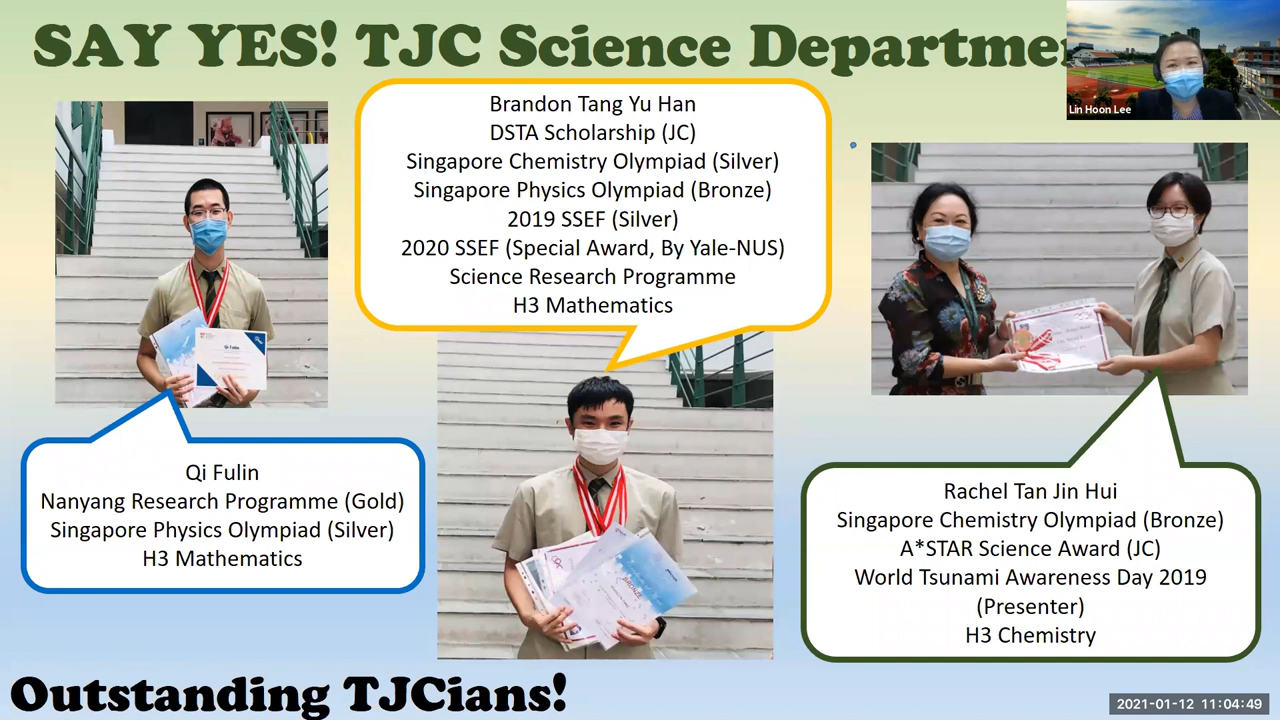 SAY YES! TJC Science Departme
Lin Hoon Lee
Brandon Tang Yu Han
DSTA Scholarship (JC)
Singapore Chemistry Olympiad (Silver)
Singapore Physics Olympiad (Bronze)
2019 SSEF (Silver)
2020 SSEF (Special Award, By Yale-NUS)
Science Research Programme
H3 Mathematics
Qi Fulin
Qi Fulin
Nanyang Research Programme (Gold)
Singapore Physics Olympiad (Silver)
H3 Mathematics
Rachel Tan Jin Hui
Singapore Chemistry Olympiad (Bronze)
A*STAR Science Award (JC)
World Tsunami Awareness Day 2019
(Presenter)
H3 Chemistry
Outstanding TJCians!
2021-01-12 11:04:49